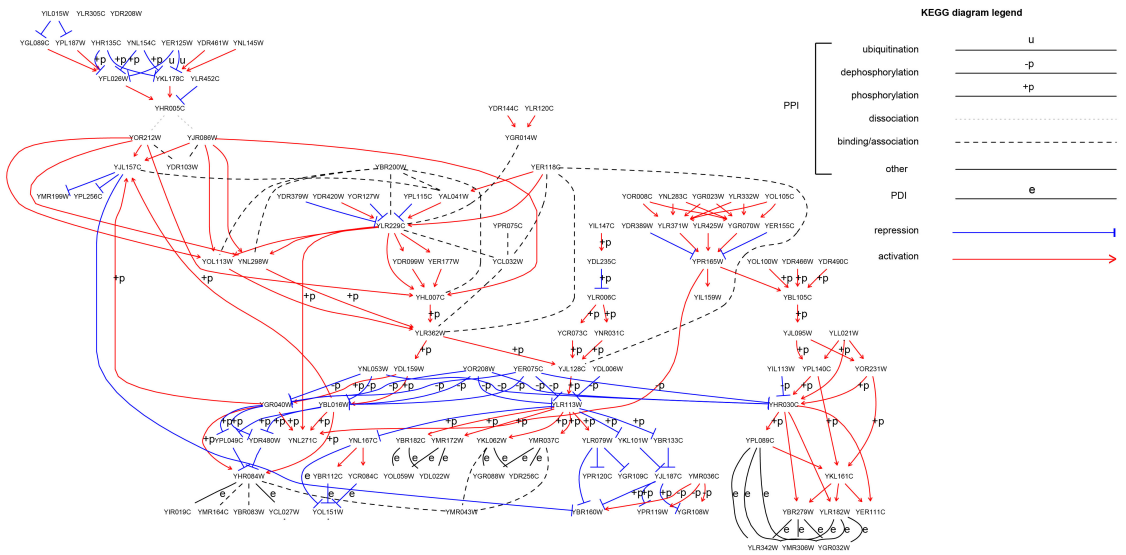 YIL015W YLR305C YDR208W
KEGG diagram legend
YGL089C YPL187W YHR135C YNL154C YER125W YDR461W YNL145W
u
ubiquitination
+p +p +p u u
-p
dephosphorylation
YFL026W YKL178C YLR452C
+p
phosphorylation
PPI
YHR005C YDR144C YLR120C
dissociation
YOR212W YJR086W YGR014W
binding/association
YJL157C YDR103W YBR200W YER118C
other
e
PDI
YMR199W YPL256C YDR379W YDR420W YOR127W YPL115C YAL041W YOR008C YNL283C YGR023W YLR332W YOL105C
repression
YLR229C YPR075C YIL147C YDR389W YLR371W YLR425W YGR070W YER155C
+p
activation
YOL113W YNL298W YDR099W YER177W YCL032W YDL235C YPR165W YOL100W YDR466W YDR490C
+p +p +p +p +p +p
YHL007C YLR006C YIL159W YBL105C
+p +p +p +p +p
YLR362W YCR073C YNR031C YJL095W YLL021W
+p +p +p +p +p +p +p
YNL053W YDL159W YOR208W YER075C YJL128C YDL006W YIL113W YPL140C YOR231W
-p +p -p +p -p -p -p -p -p +p -p -p +p +p +p
YGR040W YBL016W YLR113W YHR030C
+p +p +p +p +p +p +p +p +p +p +p +p +p +p +p
YPL049C YDR480W YNL271C YNL167C YBR182C YMR172W YKL062W YMR037C YLR079W YKL101W YBR133C YPL089C
e e e e e e
YHR084W YBR112C YCR084C YOL059W YDL022W YGR088W YDR256C YPR120C YGR109C YJL187C YMR036C YKL161C
e e e e e +p +p -p -p e e e
YIR019C YMR164C YBR083W YCL027W YOL151W YMR043W YBR160W YPR119W YGR108W YBR279W YLR182W YER111C
e e e e
YLR342W YMR306W YGR032W